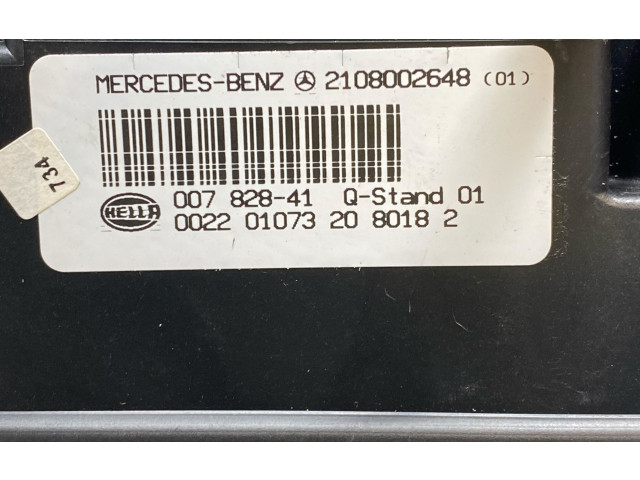 MERCEDES-BENZ 2108002648 (01)
007 828-41 Q-Stand 01
HELLA
0022 01073 20 8018 2
734